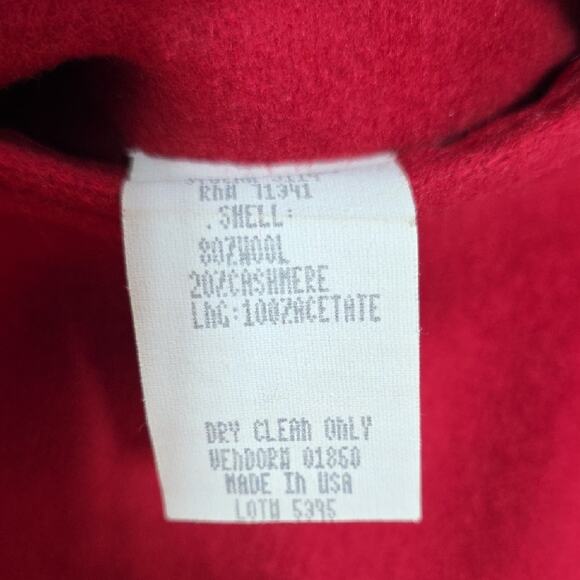 RN# 71341
.SHELL:
80%WOOL
20%CASHMERE
LNG:100%ACETATE
DRY CLEAN ONLY
VENDOR# 01860
MADE IN USA
LOT# 5395